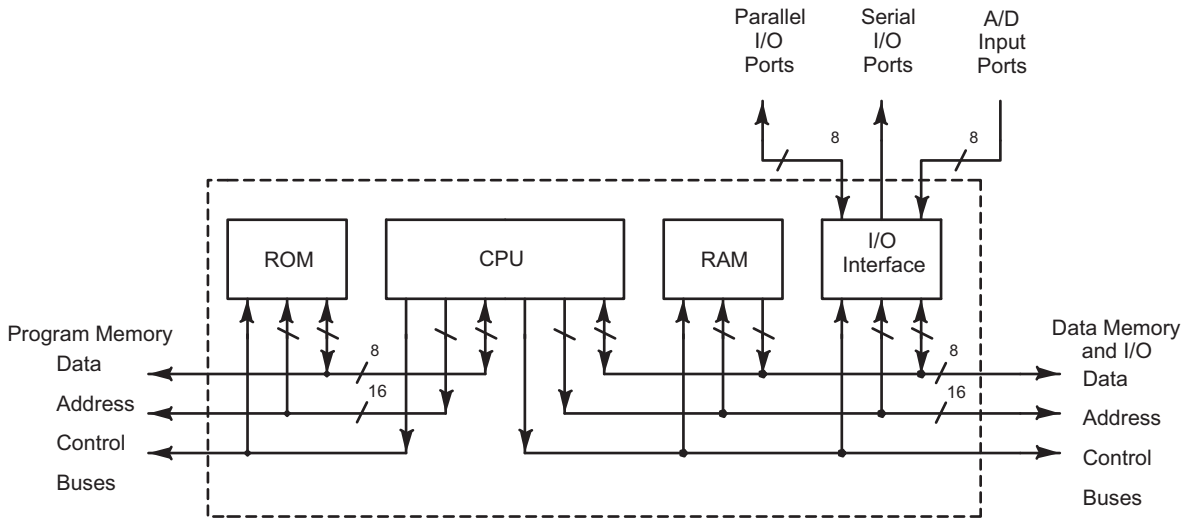 Parallel
I/O
Ports
Serial
I/O
Ports
A/D
Input
Ports
8
8
ROM
CPU
RAM
I/O
Interface
Program Memory
Data
Address
Control
Buses
8
16
8
16
Data Memory
and I/O
Data
Address
Control
Buses